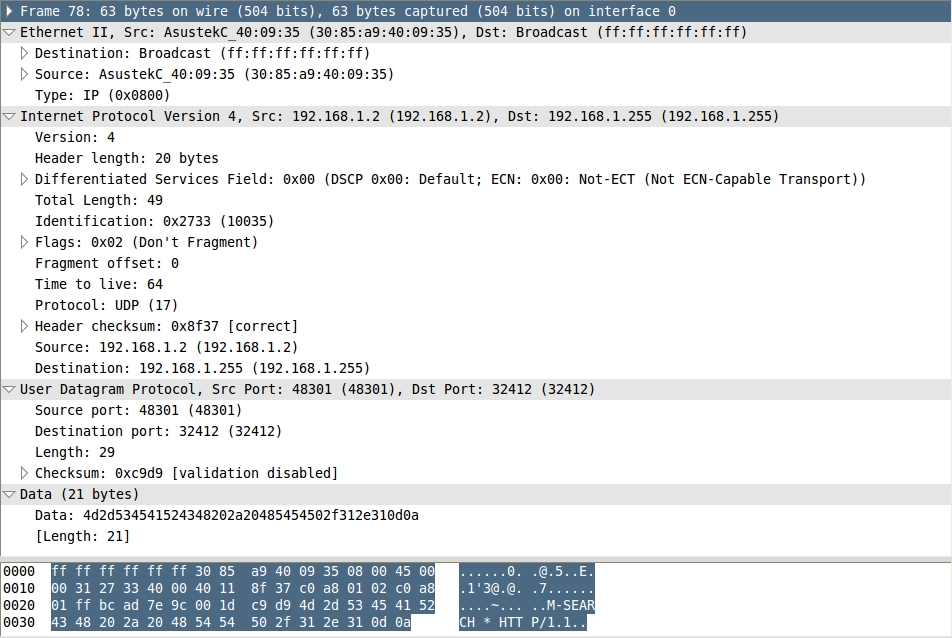 Frame 78: 63 bytes on wire (504 bits), 63 bytes captured (504 bits) on interface 0
Ethernet II, Src: AsustekC_40:09:35 (30:85:a9:40:09:35), Dst: Broadcast (ff:ff:ff:ff:ff:ff)
Destination: Broadcast (ff:ff:ff:ff:ff:ff)
Source: AsustekC_40:09:35 (30:85:a9:40:09:35)
Type: IP (0x0800)
Internet Protocol Version 4, Src: 192.168.1.2 (192.168.1.2), Dst: 192.168.1.255 (192.168.1.255)
Version: 4
Header length: 20 bytes
Differentiated Services Field: 0x00 (DSCP 0x00: Default; ECN: 0x00: Not-ECT (Not ECN-Capable Transport))
Total Length: 49
Identification: 0x2733 (10035)
Flags: 0x02 (Don't Fragment)
Fragment offset: 0
Time to live: 64
Protocol: UDP (17)
Header checksum: 0x8f37 [correct]
Source: 192.168.1.2 (192.168.1.2)
Destination: 192.168.1.255 (192.168.1.255)
User Datagram Protocol, Src Port: 48301 (48301), Dst Port: 32412 (32412)
Source port: 48301 (48301)
Destination port: 32412 (32412)
Length: 29
Checksum: 0xc9d9 [validation disabled]
Data (21 bytes)
Data: 4d2d534541524348202a20485454502f312e310d0a
[Length: 21]
0000 ff ff ff ff ff ff 30 85 a9 40 09 35 08 00 45 00 ......0. .@.5..E.
0010 00 31 27 33 40 00 40 11 8f 37 c0 a8 01 02 c0 a8 .1'3@.@. .7......
0020 01 ff bc ad 7e 9c 00 1d c9 d9 4d 2d 53 45 41 52 ....~... ..M-SEAR
0030 43 48 20 2a 20 48 54 54 50 2f 31 2e 31 0d 0a CH * HTT P/1.1..